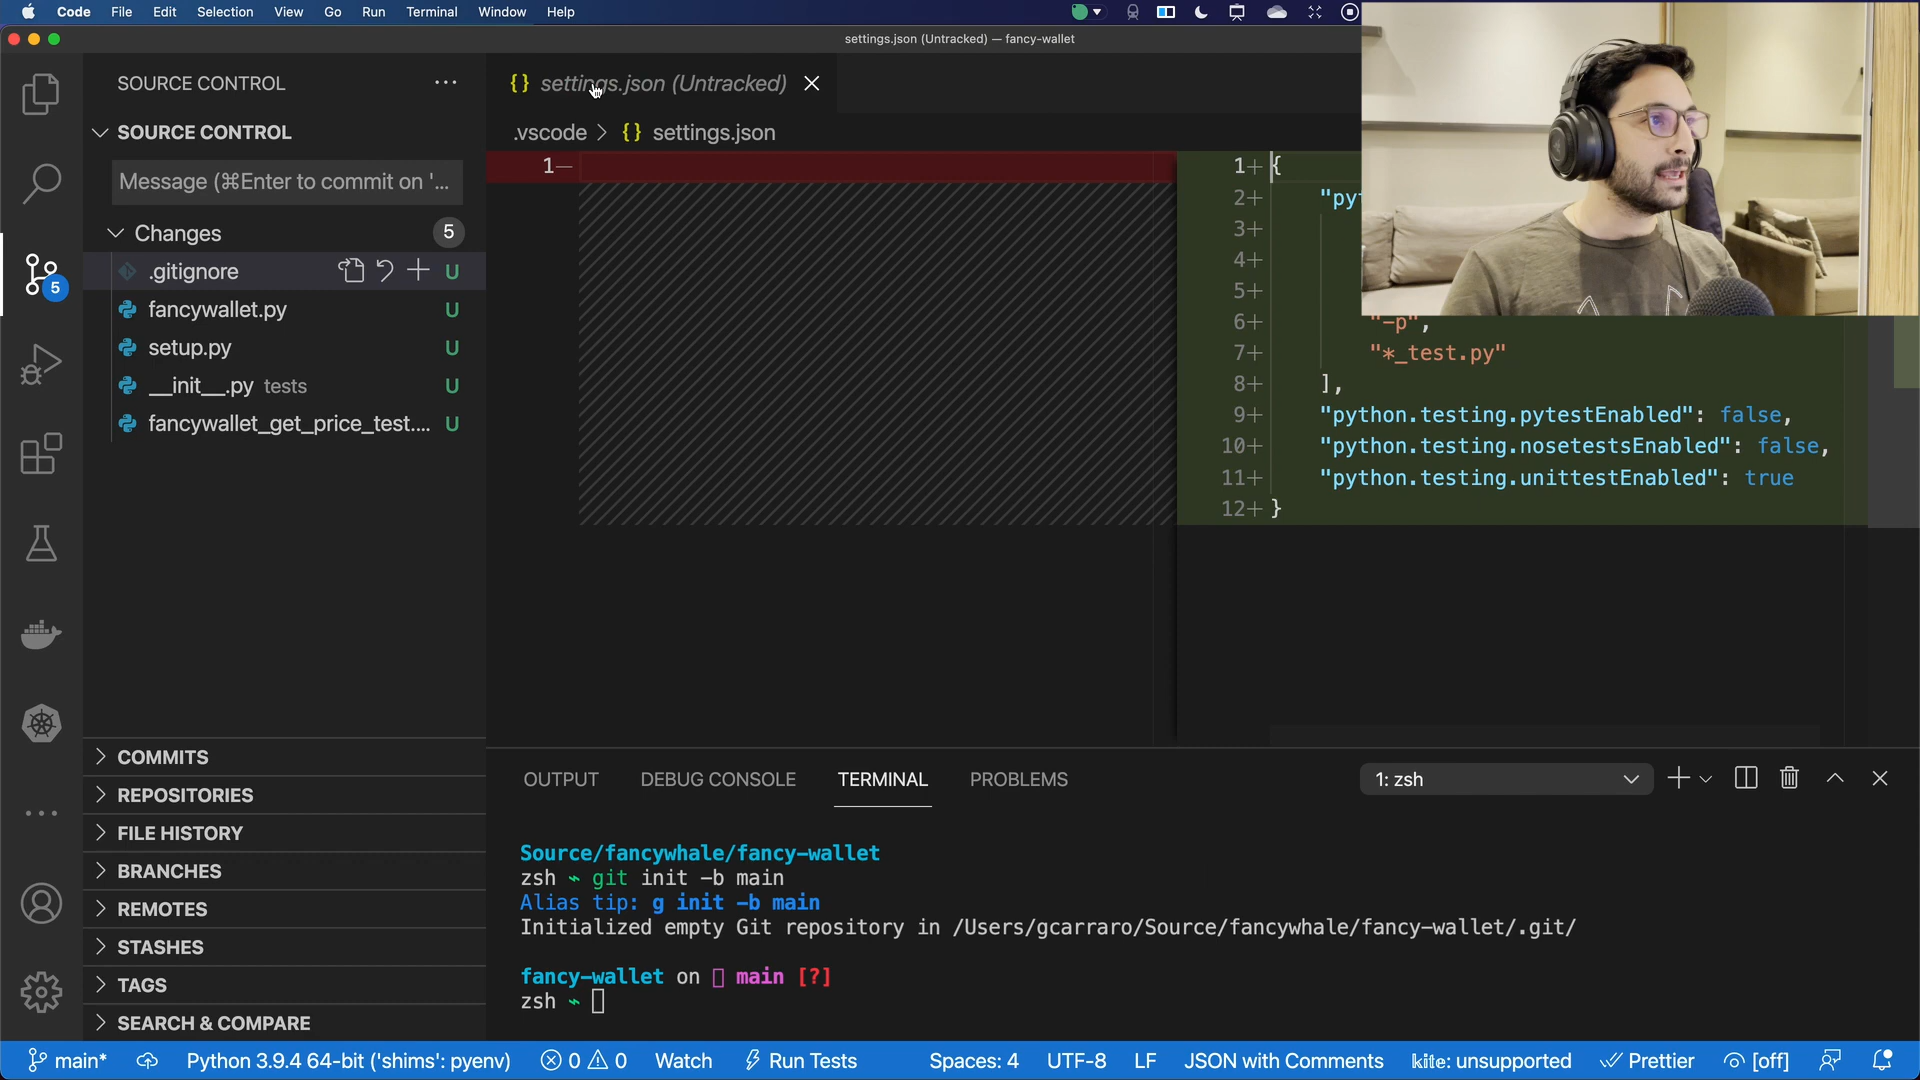 Code File Edit Selection View Go Run Terminal Window Help
settings.json (Untracked) — fancy-wallet
SOURCE CONTROL
SOURCE CONTROL
Message (⌘Enter to commit on '...
Changes 5
.gitignore U
fancywallet.py U
setup.py U
__init__.py tests U
fancywallet_get_price_test.... U
5
COMMITS
REPOSITORIES
FILE HISTORY
BRANCHES
REMOTES
STASHES
TAGS
SEARCH & COMPARE
{} settings.json (Untracked)
.vscode > {} settings.json
1—
1+ {
2+ "py
3+
4+
5+
6+ "-p",
7+ "*_test.py"
8+ ],
9+ "python.testing.pytestEnabled": false,
10+ "python.testing.nosetestsEnabled": false,
11+ "python.testing.unittestEnabled": true
12+ }
OUTPUT DEBUG CONSOLE TERMINAL PROBLEMS 1: zsh
Source/fancywhale/fancy-wallet
zsh git init -b main
Alias tip: g init -b main
Initialized empty Git repository in /Users/gcarraro/Source/fancywhale/fancy-wallet/.git/
fancy-wallet on main [?]
zsh
main* Python 3.9.4 64-bit ('shims': pyenv) 0 0 Watch Run Tests Spaces: 4 UTF-8 LF JSON with Comments kite: unsupported Prettier [off]